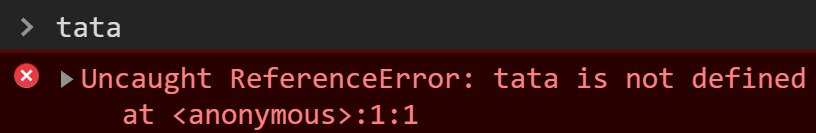 > tata
Uncaught ReferenceError: tata is not defined
at <anonymous>:1:1